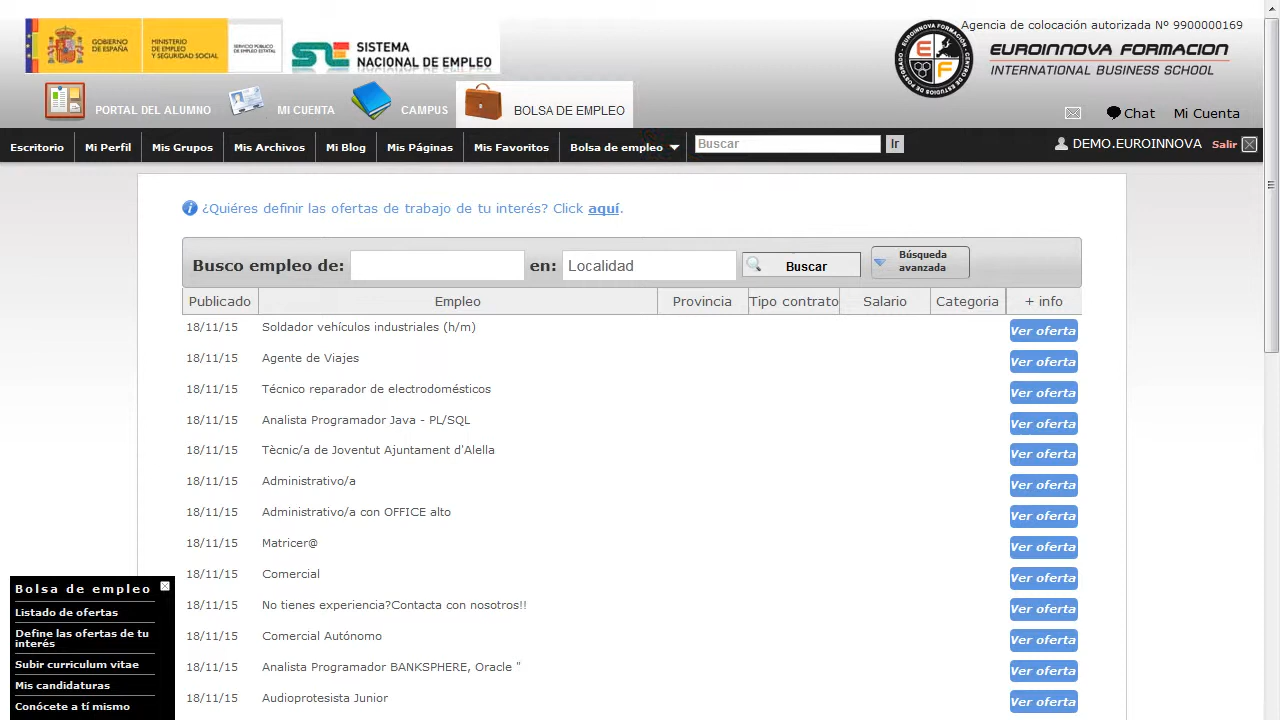 GOBIERNO DE ESPAÑA
MINISTERIO DE EMPLEO Y SEGURIDAD SOCIAL
SERVICIO PÚBLICO DE EMPLEO ESTATAL
SISTEMA NACIONAL DE EMPLEO
Agencia de colocación autorizada Nº 9900000169
EUROINNOVA FORMACION
INTERNATIONAL BUSINESS SCHOOL
PORTAL DEL ALUMNO
MI CUENTA
CAMPUS
BOLSA DE EMPLEO
Chat
Mi Cuenta
Escritorio
Mi Perfil
Mis Grupos
Mis Archivos
Mi Blog
Mis Páginas
Mis Favoritos
Bolsa de empleo
Buscar
Ir
DEMO.EUROINNOVA
Salir
¿Quiéres definir las ofertas de trabajo de tu interés? Click aquí.
Busco empleo de:
en:
Localidad
Buscar
Búsqueda avanzada
Publicado Empleo Provincia Tipo contrato Salario Categoria + info
18/11/15 Soldador vehículos industriales (h/m) Ver oferta
18/11/15 Agente de Viajes Ver oferta
18/11/15 Técnico reparador de electrodomésticos Ver oferta
18/11/15 Analista Programador Java - PL/SQL Ver oferta
18/11/15 Tècnic/a de Joventut Ajuntament d'Alella Ver oferta
18/11/15 Administrativo/a Ver oferta
18/11/15 Administrativo/a con OFFICE alto Ver oferta
18/11/15 Matricer@ Ver oferta
18/11/15 Comercial Ver oferta
18/11/15 No tienes experiencia?Contacta con nosotros!! Ver oferta
18/11/15 Comercial Autónomo Ver oferta
18/11/15 Analista Programador BANKSPHERE, Oracle " Ver oferta
18/11/15 Audioprotesista Junior Ver oferta
Bolsa de empleo
Listado de ofertas
Define las ofertas de tu
interés
Subir curriculum vitae
Mis candidaturas
Conócete a tí mismo